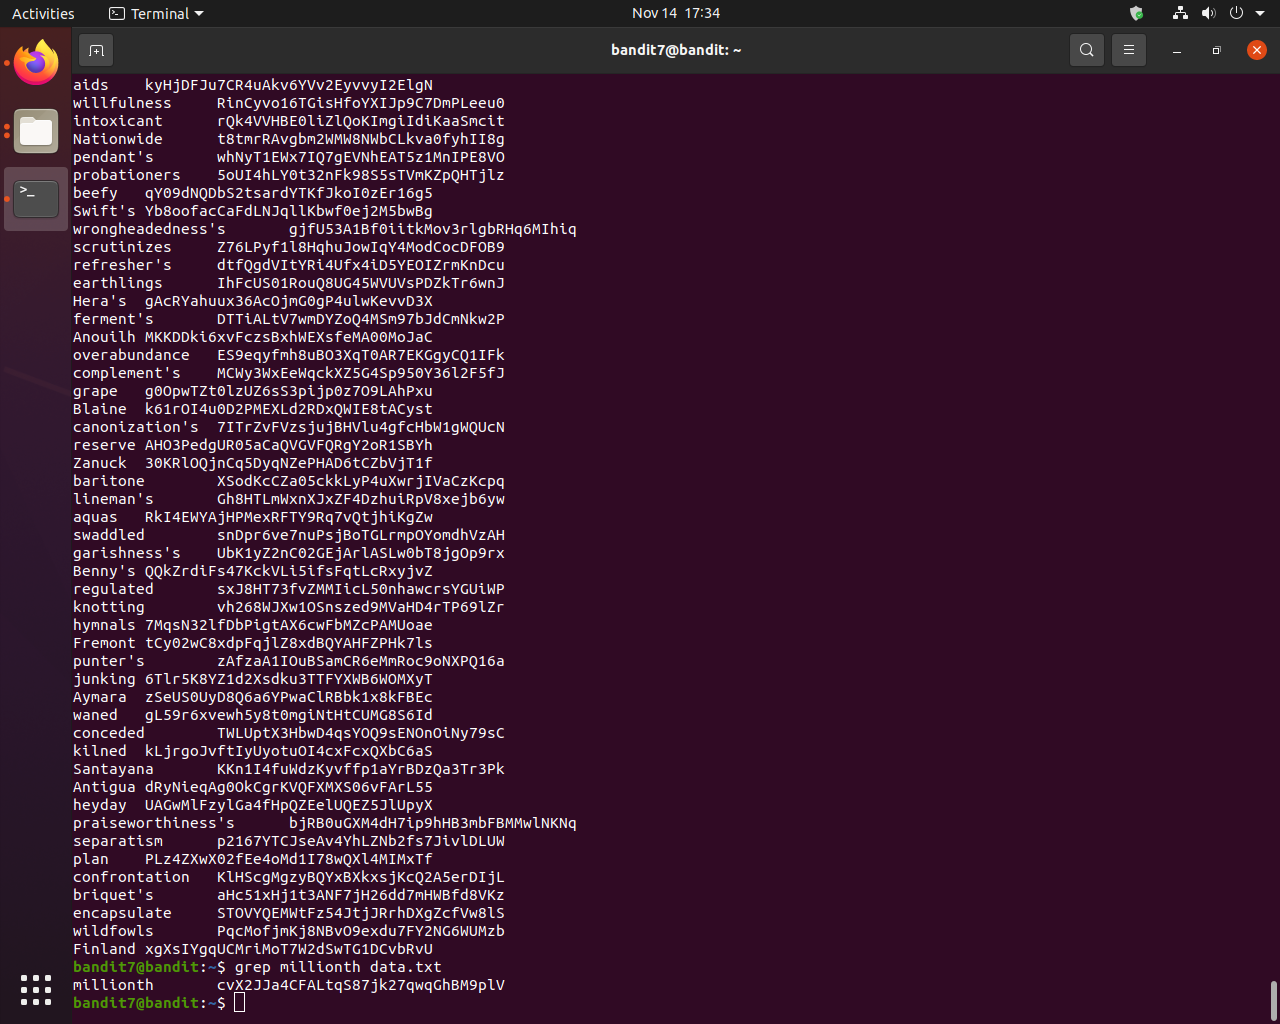 Activities Terminal Nov 14 17:34
bandit7@bandit: ~
aids kyHjDFJu7CR4uAkv6YVv2EyvvyI2ElgN
willfulness RinCyvo16TGisHfoYXIJp9C7DmPLeeu0
intoxicant rQk4VVHBE0liZlQoKImgiIdiKaaSmcit
Nationwide t8tmrRAvgbm2WMW8NWbCLkva0fyhII8g
pendant's whNyT1EWx7IQ7gEVNhEAT5z1MnIPE8VO
probationers 5oUI4hLY0t32nFk98S5sTVmKZpQHTjlz
beefy qY09dNQDbS2tsardYTKfJkoI0zEr16g5
Swift's Yb8oofacCaFdLNJqllKbwf0ej2M5bwBg
wrongheadedness's gjfU53A1Bf0iitkMov3rlgbRHq6MIhiq
scrutinizes Z76LPyf1l8HqhuJowIqY4ModCocDFOB9
refresher's dtfQgdVItYRi4Ufx4iD5YEOIZrmKnDcu
earthlings IhFcUS01RouQ8UG45WVUVsPDZkTr6wnJ
Hera's gAcRYahuux36AcOjmG0gP4ulwKevvD3X
ferment's DTTiALtV7wmDYZoQ4MSm97bJdCmNkw2P
Anouilh MKKDDki6xvFczsBxhWEXsfeMA00MoJaC
overabundance ES9eqyfmh8uBO3XqT0AR7EKGgyCQ1IFk
complement's MCWy3WxEeWqckXZ5G4Sp950Y36l2F5fJ
grape g0OpwTZt0lzUZ6sS3pijp0z7O9LAhPxu
Blaine k61rOI4u0D2PMEXLd2RDxQWIE8tACyst
canonization's 7ITrZvFVzsjujBHVlu4gfcHbW1gWQUcN
reserve AHO3PedgUR05aCaQVGVFQRgY2oR1SBYh
Zanuck 30KRlOQjnCq5DyqNZePHAD6tCZbVjT1f
baritone XSodKcCZa05ckkLyP4uXwrjIVaCzKcpq
lineman's Gh8HTLmWxnXJxZF4DzhuiRpV8xejb6yw
aquas RkI4EWYAjHPMexRFTY9Rq7vQtjhiKgZw
swaddled snDpr6ve7nuPsjBoTGLrmpOYomdhVzAH
garishness's UbK1yZ2nC02GEjArlASLw0bT8jgOp9rx
Benny's QQkZrdiFs47KckVLi5ifsFqtLcRxyjvZ
regulated sxJ8HT73fvZMMIicL50nhawcrsYGUiWP
knotting vh268WJXw1OSnszed9MVaHD4rTP69lZr
hymnals 7MqsN32lfDbPigtAX6cwFbMZcPAMUoae
Fremont tCy02wC8xdpFqjlZ8xdBQYAHFZPHk7ls
punter's zAfzaA1IOuBSamCR6eMmRoc9oNXPQ16a
junking 6Tlr5K8YZ1d2Xsdku3TTFYXWB6WOMXyT
Aymara zSeUS0UyD8Q6a6YPwaClRBbk1x8kFBEc
waned gL59r6xvewh5y8t0mgiNtHtCUMG8S6Id
conceded TWLUptX3HbwD4qsYOQ9sENOnOiNy79sC
kilned kLjrgoJvftIyUyotuOI4cxFcxQXbC6aS
Santayana KKn1I4fuWdzKyvffp1aYrBDzQa3Tr3Pk
Antigua dRyNieqAg0OkCgrKVQFXMXS06vFArL55
heyday UAGwMlFzylGa4fHpQZEelUQEZ5JlUpyX
praiseworthiness's bjRB0uGXM4dH7ip9hHB3mbFBMMwlNKNq
separatism p2167YTCJseAv4YhLZNb2fs7JivlDLUW
plan PLz4ZXwX02fEe4oMd1I78wQXl4MIMxTf
confrontation KlHScgMgzyBQYxBXkxsjKcQ2A5erDIjL
briquet's aHc51xHj1t3ANF7jH26dd7mHWBfd8VKz
encapsulate STOVYQEMWtFz54JtjJRrhDXgZcfVw8lS
wildfowls PqcMofjmKj8NBvO9exdu7FY2NG6WUMzb
Finland xgXsIYgqUCMriMoT7W2dSwTG1DCvbRvU
bandit7@bandit:~$ grep millionth data.txt
millionth cvX2JJa4CFALtqS87jk27qwqGhBM9plV
bandit7@bandit:~$